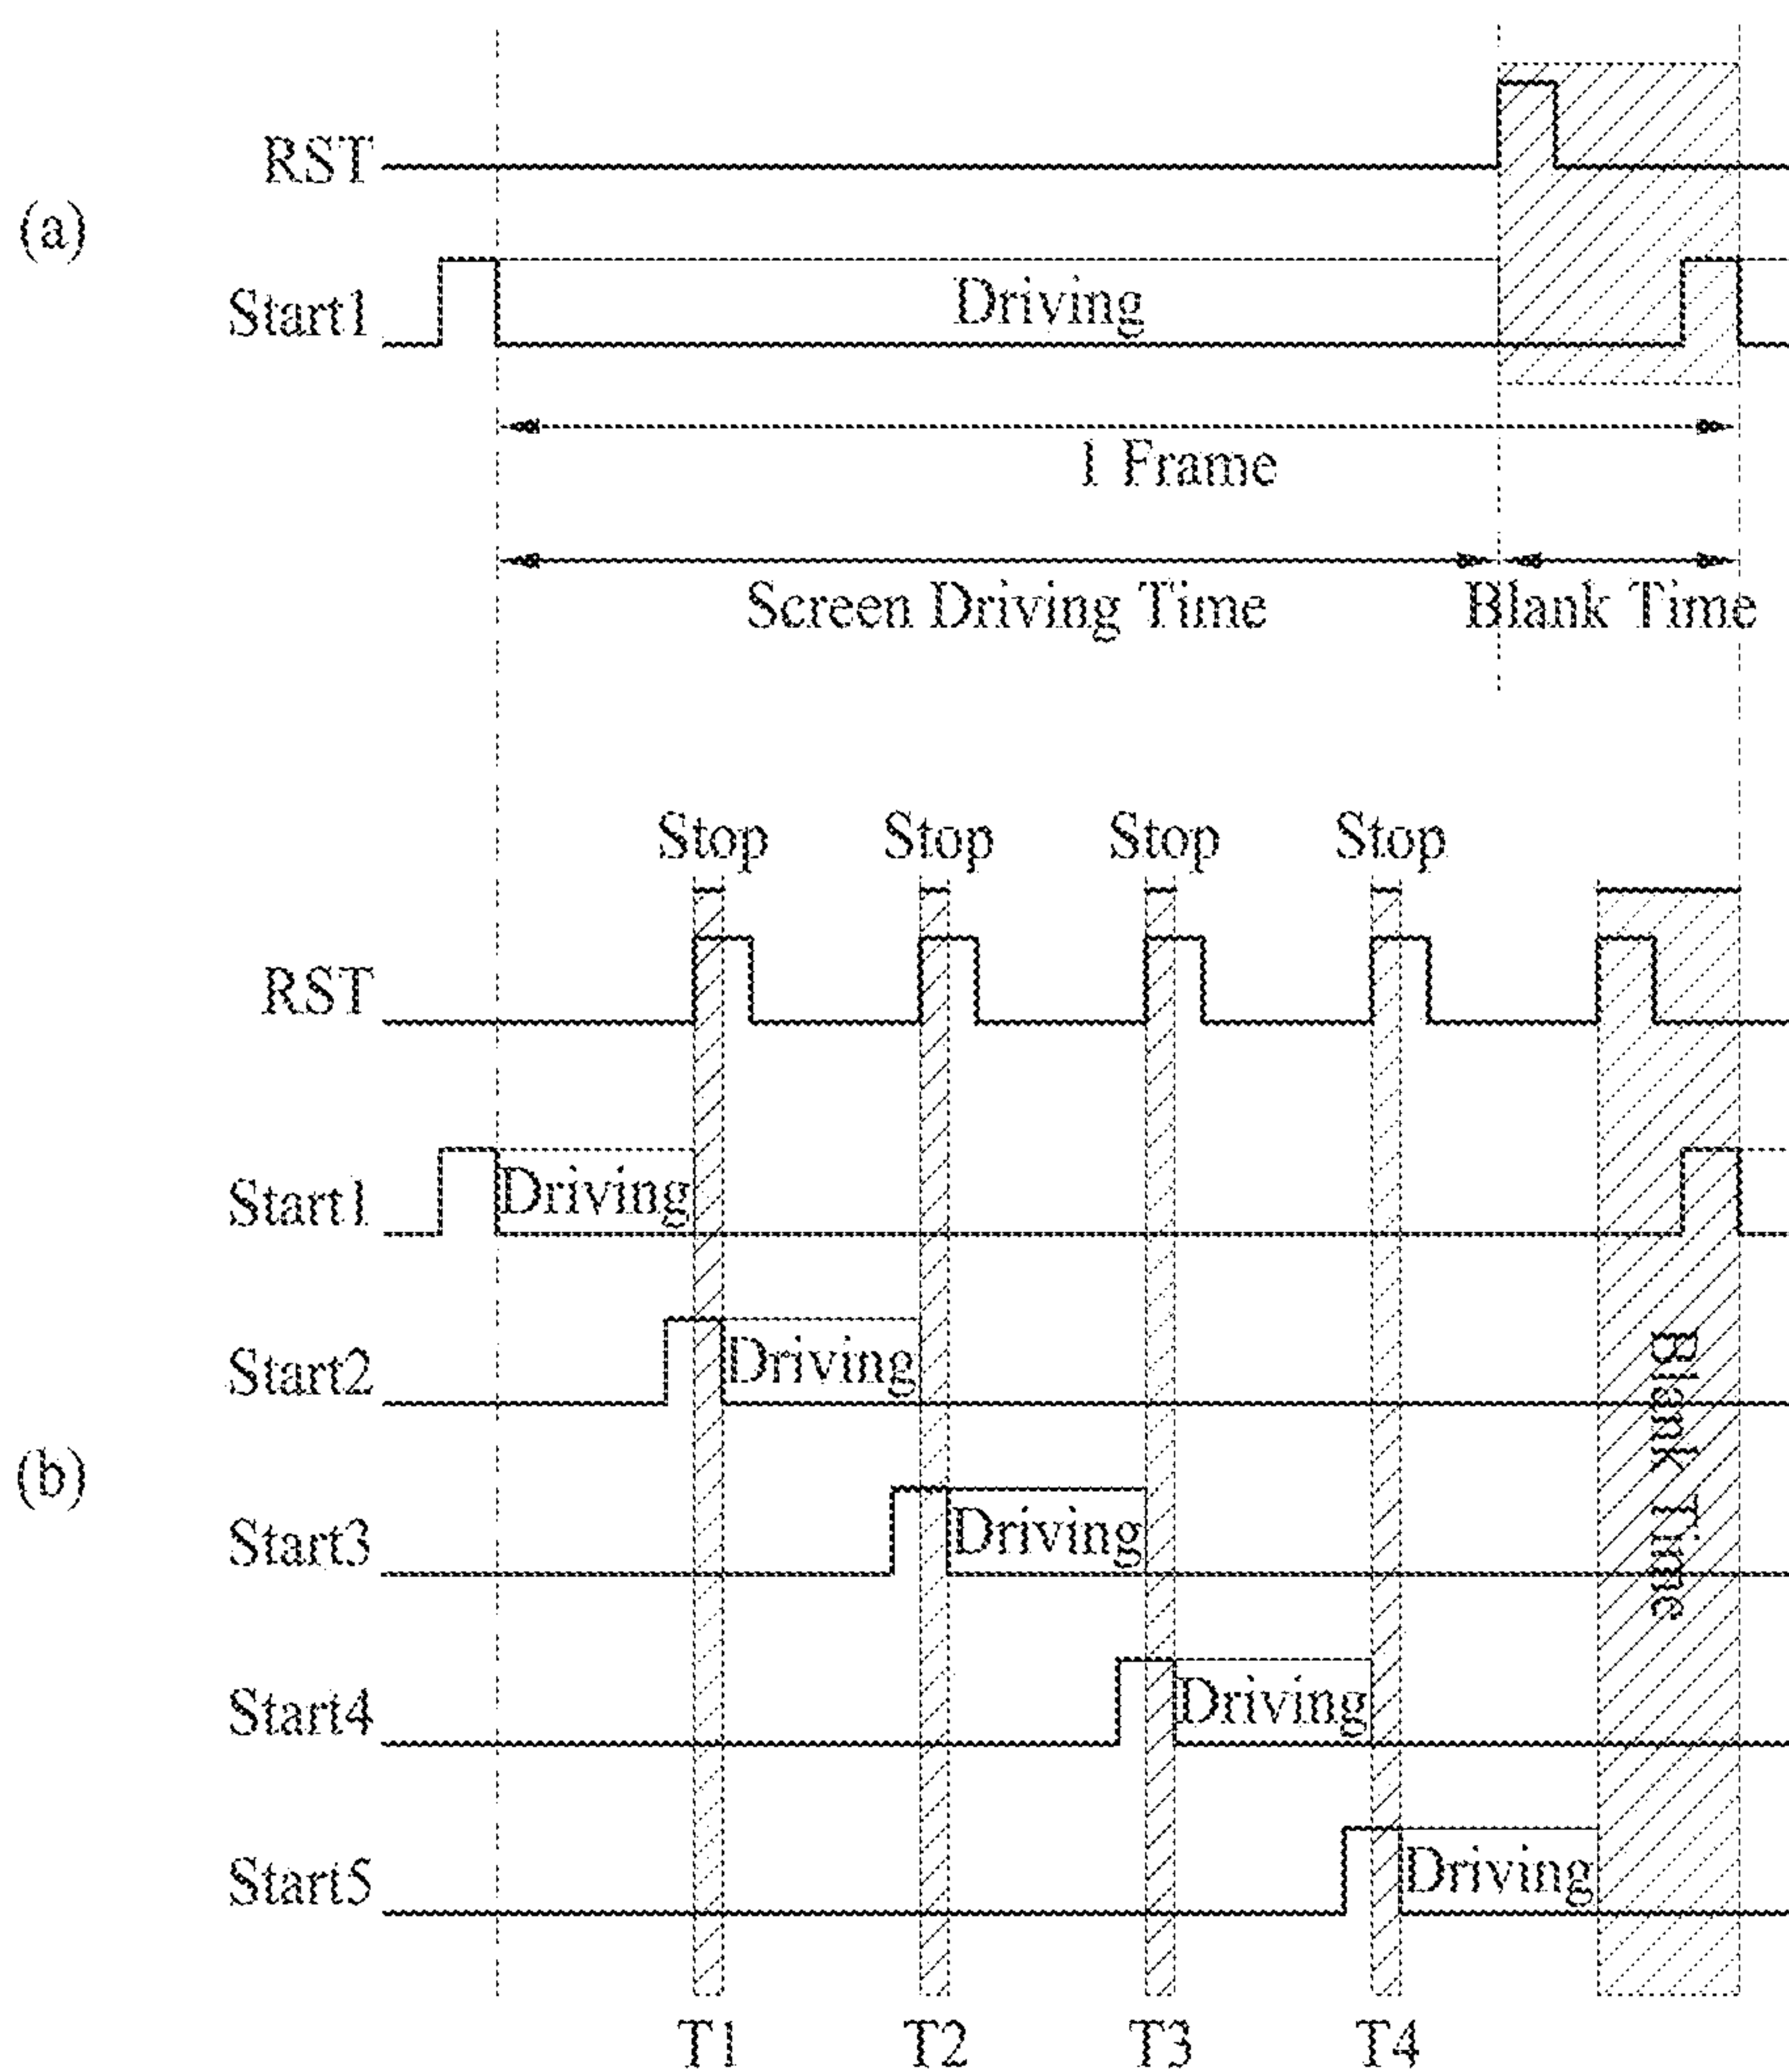 RST
(a)
Start1
Driving
1 Frame
Screen Driving Time
Blank Time
Stop
Stop
Stop
Stop
RST
Start1
Driving
Start2
Driving
Blank Time
(b)
Start3
Driving
Start4
Driving
Start5
Driving
T1
T2
T3
T4